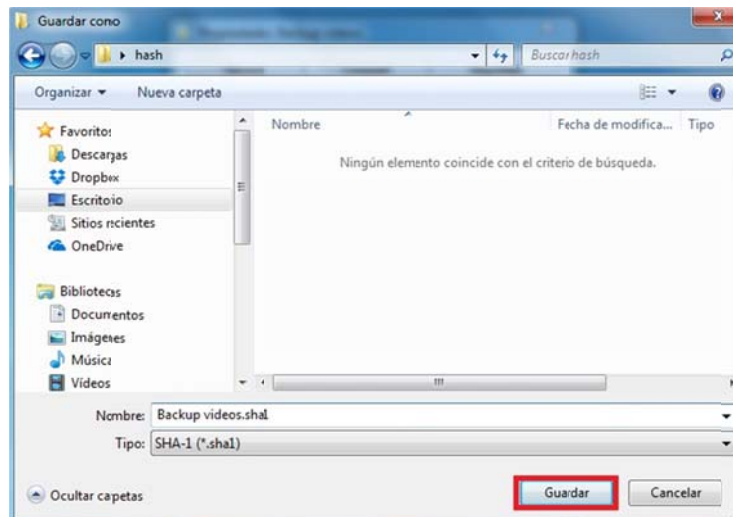 Guardar cono
hash
Buscar hash
Organizar
Nueva carpeta
Favoritos
Descargas
Dropbox
Escritoio
Sitios recientes
OneDrive
Bibliotecas
Documentos
Imágenes
Música
Vídeos
Nombre
Fecha de modifica...
Tipo
Ningún elemento coincide con el criterio de búsqueda.
Nombre: Backup videos.sha1
Tipo: SHA-1 (*.sha1)
Ocultar capetas
Guardar
Cancelar